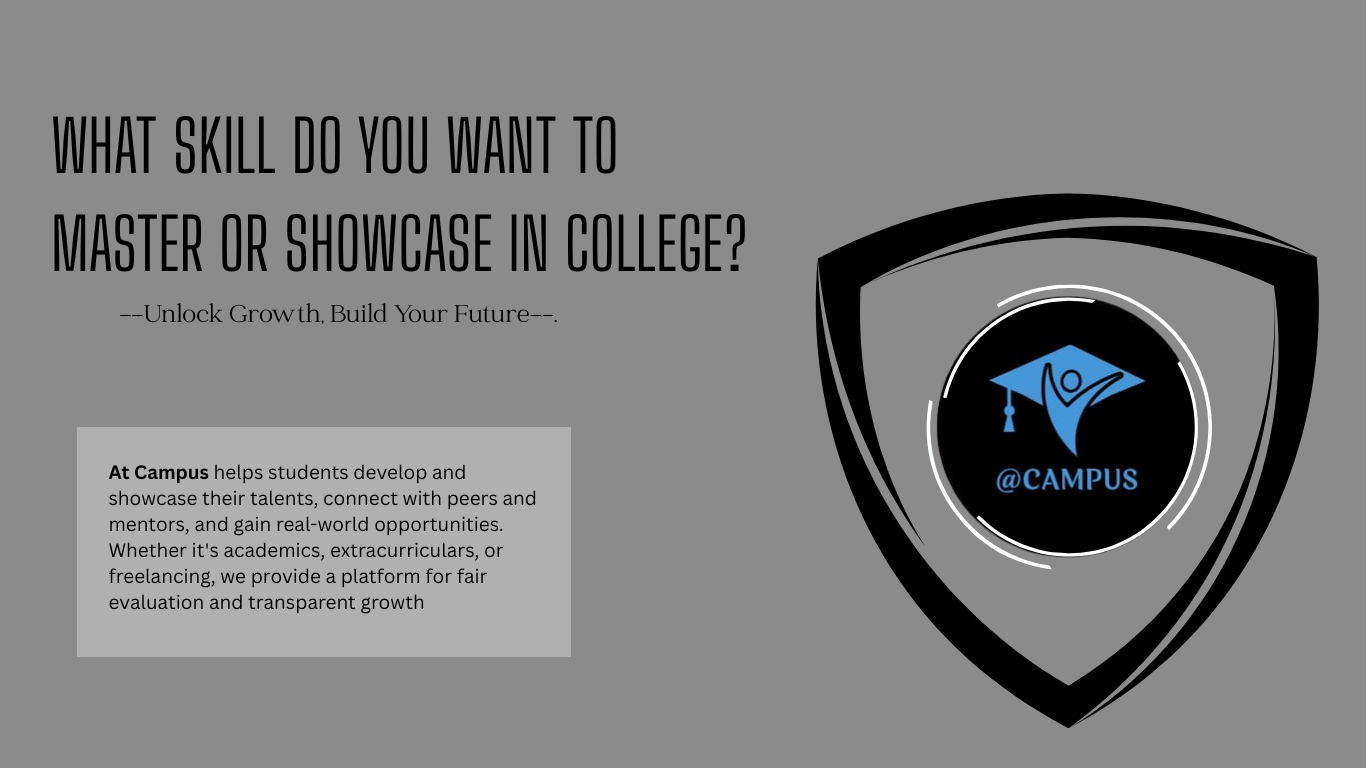 WHAT SKILL DO YOU WANT TO
MASTER OR SHOWCASE IN COLLEGE?
––Unlock Growth, Build Your Future––.
At Campus helps students develop and
showcase their talents, connect with peers and
mentors, and gain real-world opportunities.
Whether it's academics, extracurriculars, or
freelancing, we provide a platform for fair
evaluation and transparent growth
@CAMPUS